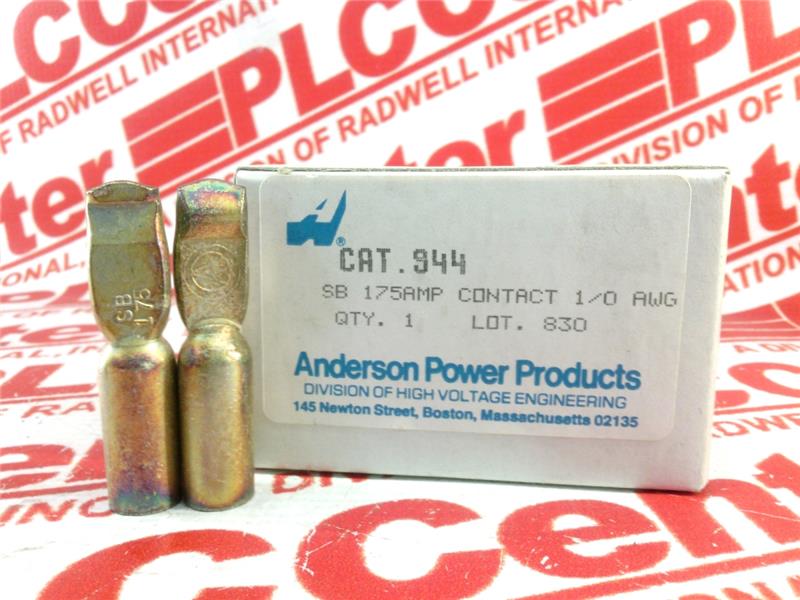 PLCCenter
DIVISION OF RADWELL INTERNATIONAL
SB
175
CAT.944
SB 175AMP CONTACT 1/0 AWG
QTY. 1 LOT. 830
Anderson Power Products
DIVISION OF HIGH VOLTAGE ENGINEERING
145 Newton Street, Boston, Massachusetts 02135